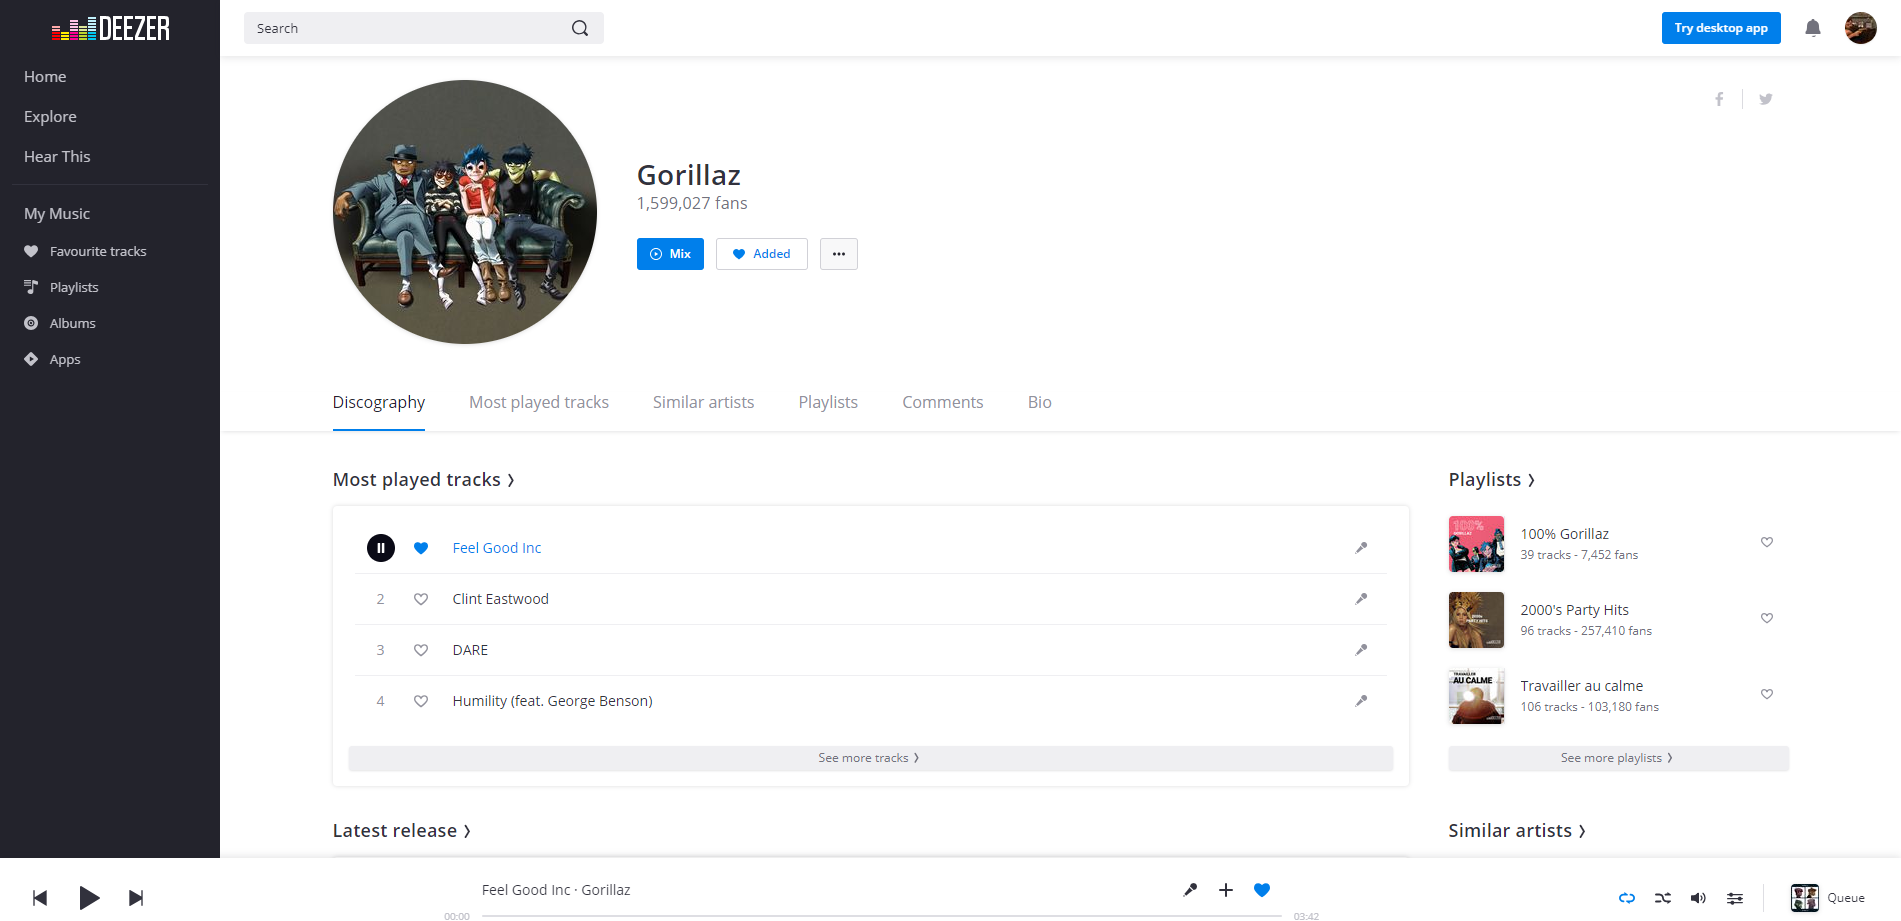 DEEZER
Search
Try desktop app
Home
Explore
Hear This
My Music
Favourite tracks
Playlists
Albums
Apps
Gorillaz
1,599,027 fans
Mix
Added
Discography
Most played tracks
Similar artists
Playlists
Comments
Bio
Most played tracks
Feel Good Inc
2 Clint Eastwood
3 DARE
4 Humility (feat. George Benson)
See more tracks
Playlists
100%
100% Gorillaz
39 tracks - 7,452 fans
2000's Party Hits
96 tracks - 257,410 fans
AU CALME
Travailler au calme
106 tracks - 103,180 fans
See more playlists
Latest release
Similar artists
Feel Good Inc · Gorillaz
00:00
03:42
Queue